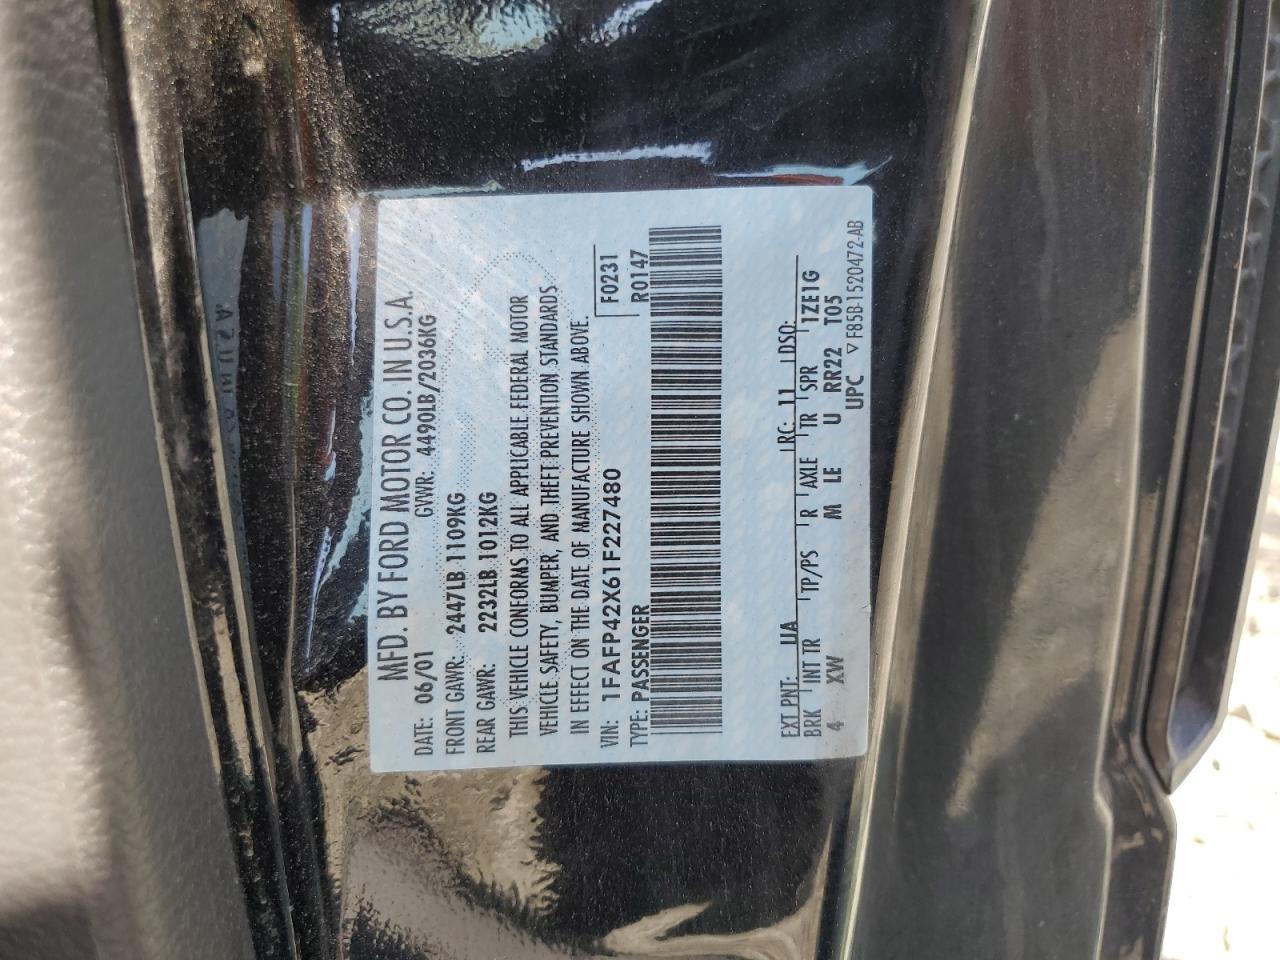 MFD. BY FORD MOTOR CO. IN U.S.A.
DATE: 06/01 GVWR: 4490LB/2036KG
FRONT GAWR: 2447LB 1109KG
REAR GAWR: 2232LB 1012KG
THIS VEHICLE CONFORMS TO ALL APPLICABLE FEDERAL MOTOR
VEHICLE SAFETY, BUMPER, AND THEFT PREVENTION STANDARDS
IN EFFECT ON THE DATE OF MANUFACTURE SHOWN ABOVE.
VIN: 1FAFP42X61F227480 F0231
TYPE: PASSENGER R0147
EXT PNT: UA RC: 11 DSO:
BRK INT TR TP/PS R AXLE TR SPR 1ZE1G
4 XW M LE U RR22 T05
UPC ▽ F85B-1520472-AB